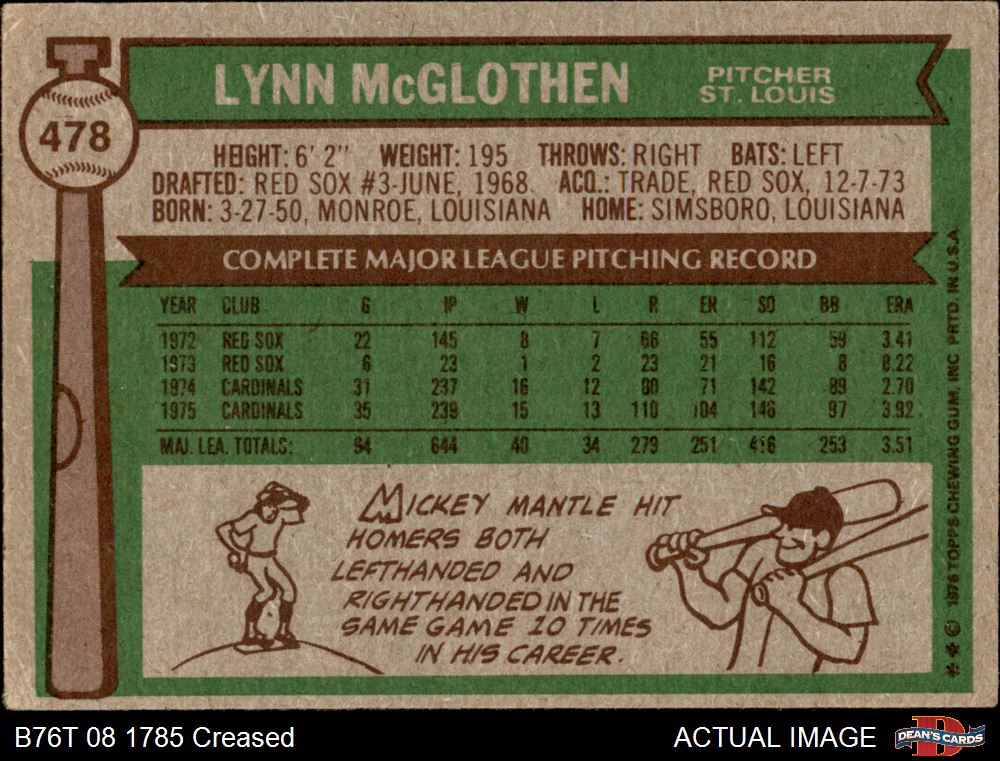 LYNN McGLOTHEN
PITCHER
ST. LOUIS
478
HEIGHT: 6' 2" WEIGHT: 195 THROWS: RIGHT BATS: LEFT
DRAFTED: RED SOX #3-JUNE, 1968. ACQ.: TRADE, RED SOX, 12-7-73
BORN: 3-27-50, MONROE, LOUISIANA HOME: SIMSBORO, LOUISIANA
COMPLETE MAJOR LEAGUE PITCHING RECORD
YEAR CLUB G IP W L R ER SO BB ERA
1972 RED SOX 22 145 8 7 66 55 112 59 3.41
1973 RED SOX 6 23 1 2 23 21 16 8 8.22
1974 CARDINALS 31 237 16 12 80 71 142 89 2.70
1975 CARDINALS 35 239 15 13 110 104 146 97 3.92
MAJ. LEA. TOTALS: 94 644 40 34 279 251 416 253 3.51
MICKEY MANTLE HIT
HOMERS BOTH
LEFTHANDED AND
RIGHTHANDED IN THE
SAME GAME 10 TIMES
IN HIS CAREER.
** © 1976 TOPPS CHEWING GUM, INC. PRTD. IN U.S.A.
B76T 08 1785 Creased
ACTUAL IMAGE
DEAN'S CARDS